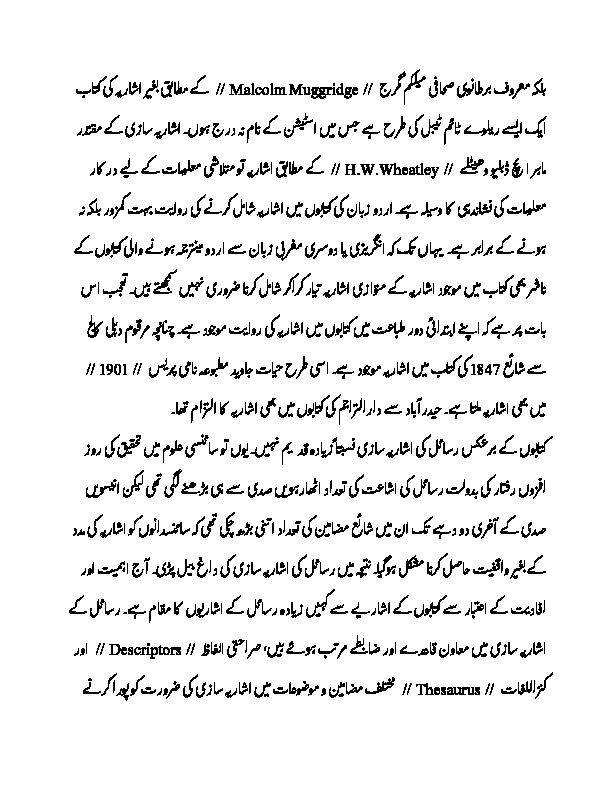 بلکہ معروف برطانوی صحافی میلکم گرج // Malcolm Muggridge // کے مطابق بغیر اشاریہ کی کتاب
ایک ایسے ریلوے ٹائم ٹیبل کی طرح ہے جس میں اسٹیشن کے نام نہ درج ہوں۔ اشاریہ سازی کے مقتدر
ماہر ایچ ڈبلیو وھیٹلے // H.W.Wheatley // کے مطابق اشاریہ تو متلاشی معلومات کے لیے درکار
معلومات کی نشاندہی کا وسیلہ ہے۔ اردو زبان کی کتابوں میں اشاریہ شامل کرنے کی روایت بہت کمزور بلکہ نہ
ہونے کے برابر ہے۔ یہاں تک کہ انگریزی یا دوسری مغربی زبان سے اردو میںترجمہ ہونے والی کتابوں کے
ناشر بھی کتاب میں موجود اشاریہ کے متوازی اشاریہ تیار کراکر شامل کرنا ضروری نہیں سمجھتے ہیں۔ تعجب اس
بات پر ہے کہ اپنے ابتدائی دور طباعت میں کتابوں میں اشاریہ کی روایت موجود ہے۔ چنانچہ مرقوم دہلی کالج
سے شائع 1847 کی کتاب میں اشاریہ موجود ہے۔ اسی طرح حیات جاوید مطبوعہ نامی پریس // 1901 //
میں بھی اشاریہ ملتا ہے۔ حیدرآباد سے دار التراجم کی کتابوں میں بھی اشاریہ کا التزام تھا۔
کتابوں کے برعکس رسائل کی اشاریہ سازی نسبتاً زیادہ قدیم نہیں۔ یوں تو سائنسی علوم میں تحقیق کی روز
افزوں رفتار کی بدولت رسائل کی اشاعت کی تعداد اٹھارہویں صدی سے ہی بڑھنے لگی تھی لیکن انیسویں
صدی کے آخری دو دہے تک ان میں شائع مضامین کی تعداد اتنی بڑھ چکی تھی کہ سائنسدانوں کو اشاریہ کی مدد
کے بغیر واقفیت حاصل کرنا مشکل ہوگیا۔ نتیجہ میں رسائل کی اشاریہ سازی کی داغ بیل پڑی۔ آج اہمیت اور
افادیت کے اعتبار سے کتابوں کے اشاریے سے کہیں زیادہ رسائل کے اشاریوں کا مقام ہے۔ رسائل کے
اشاریہ سازی میں معاون قاعدے اور ضابطے مرتب ہوئے ہیں، صراحتی الفاظ // Descriptors // اور
کنزاللغات // Thesaurus // مختلف مضامین و موضوعات میں اشاریہ سازی کی ضرورت کو پورا کرنے